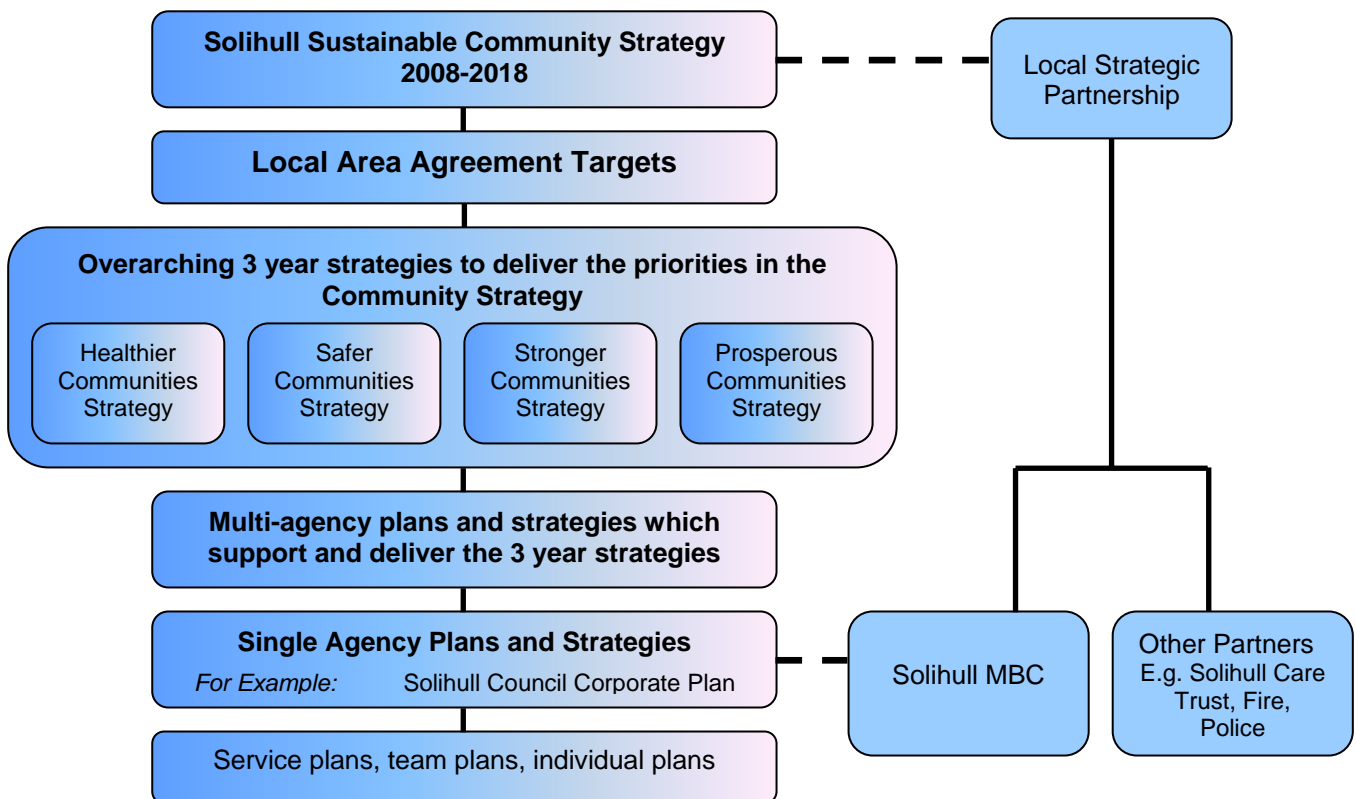 Solihull Sustainable Community Strategy
2008-2018
Local Strategic
Partnership
Local Area Agreement Targets
Overarching 3 year strategies to deliver the priorities in the
Community Strategy
Healthier
Communities
Strategy
Safer
Communities
Strategy
Stronger
Communities
Strategy
Prosperous
Communities
Strategy
Multi-agency plans and strategies which
support and deliver the 3 year strategies
Single Agency Plans and Strategies
For Example: Solihull Council Corporate Plan
Solihull MBC
Other Partners
E.g. Solihull Care
Trust, Fire,
Police
Service plans, team plans, individual plans